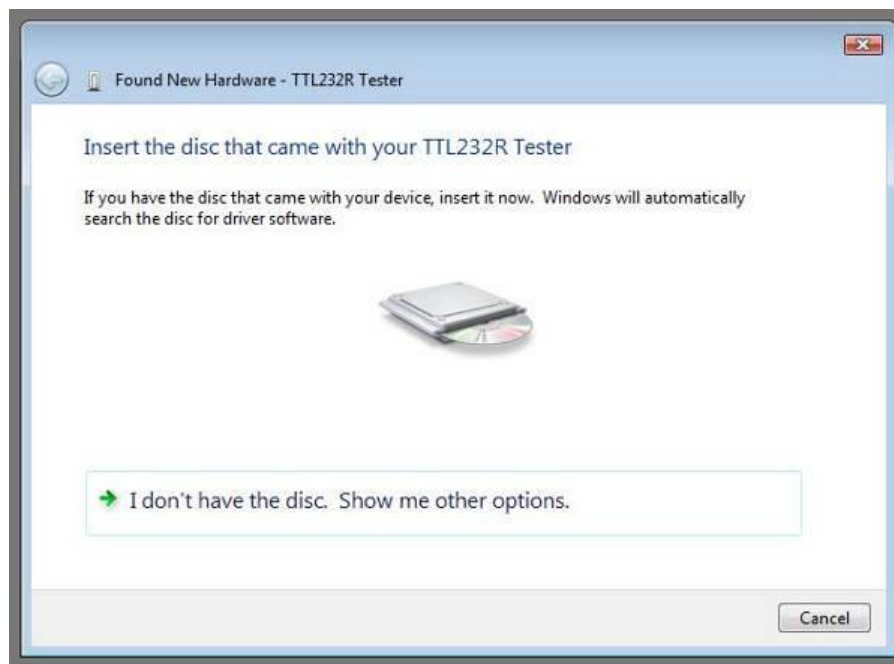 Found New Hardware - TTL232R Tester
Insert the disc that came with your TTL232R Tester
If you have the disc that came with your device, insert it now.  Windows will automatically
search the disc for driver software.
I don't have the disc.  Show me other options.
Cancel